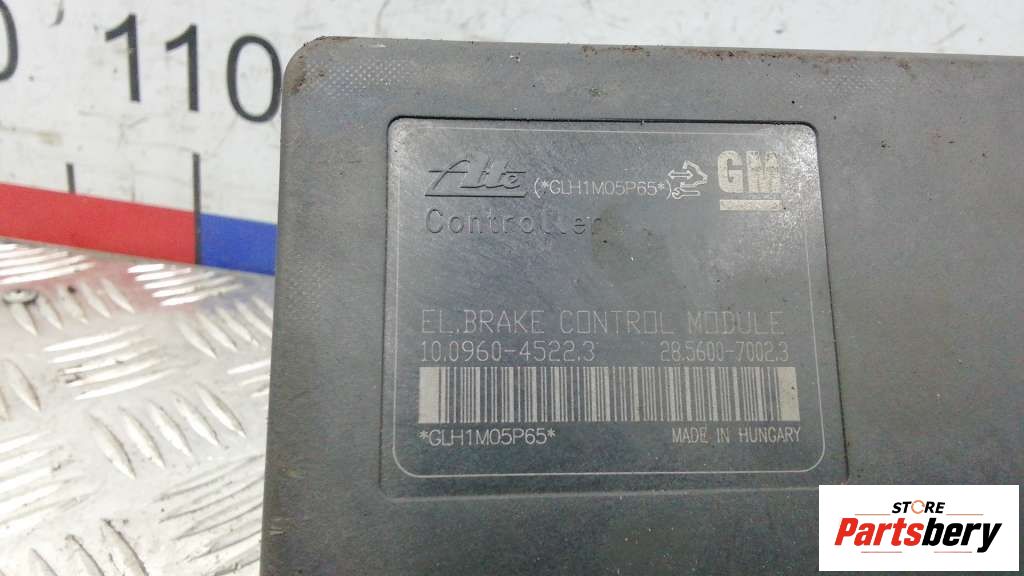 0 110
Ate (*GLH1M05P65*) GM
Controller
EL.BRAKE CONTROL MODULE
10.0960-4522.3 28.5600-7002.3
*GLH1M05P65* MADE IN HUNGARY
STORE
Partsbery